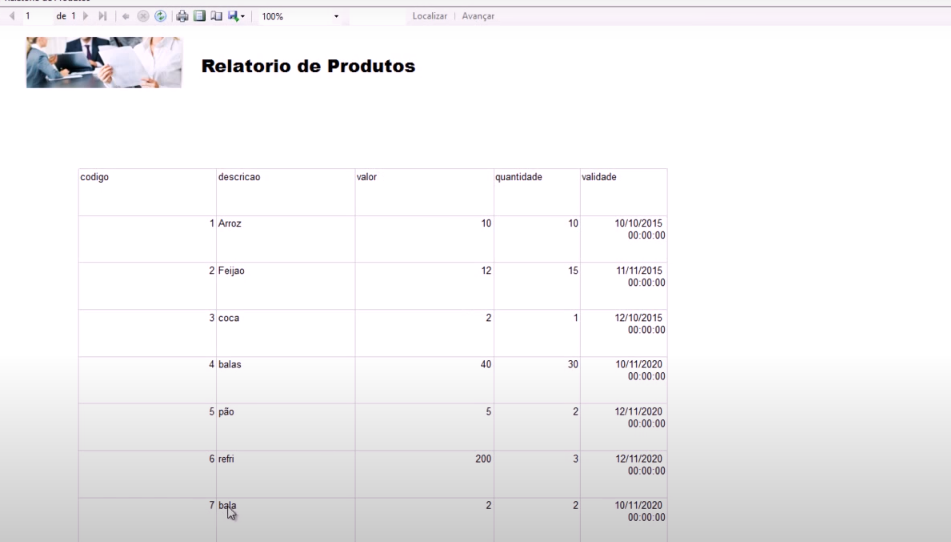 1 de 1 100% Localizar | Avançar
Relatorio de Produtos
codigo descricao valor quantidade validade
1 Arroz 10 10 10/10/2015
00:00:00
2 Feijao 12 15 11/11/2015
00:00:00
3 coca 2 1 12/10/2015
00:00:00
4 balas 40 30 10/11/2020
00:00:00
5 pão 5 2 12/11/2020
00:00:00
6 refri 200 3 12/11/2020
00:00:00
7 bala 2 2 10/11/2020
00:00:00